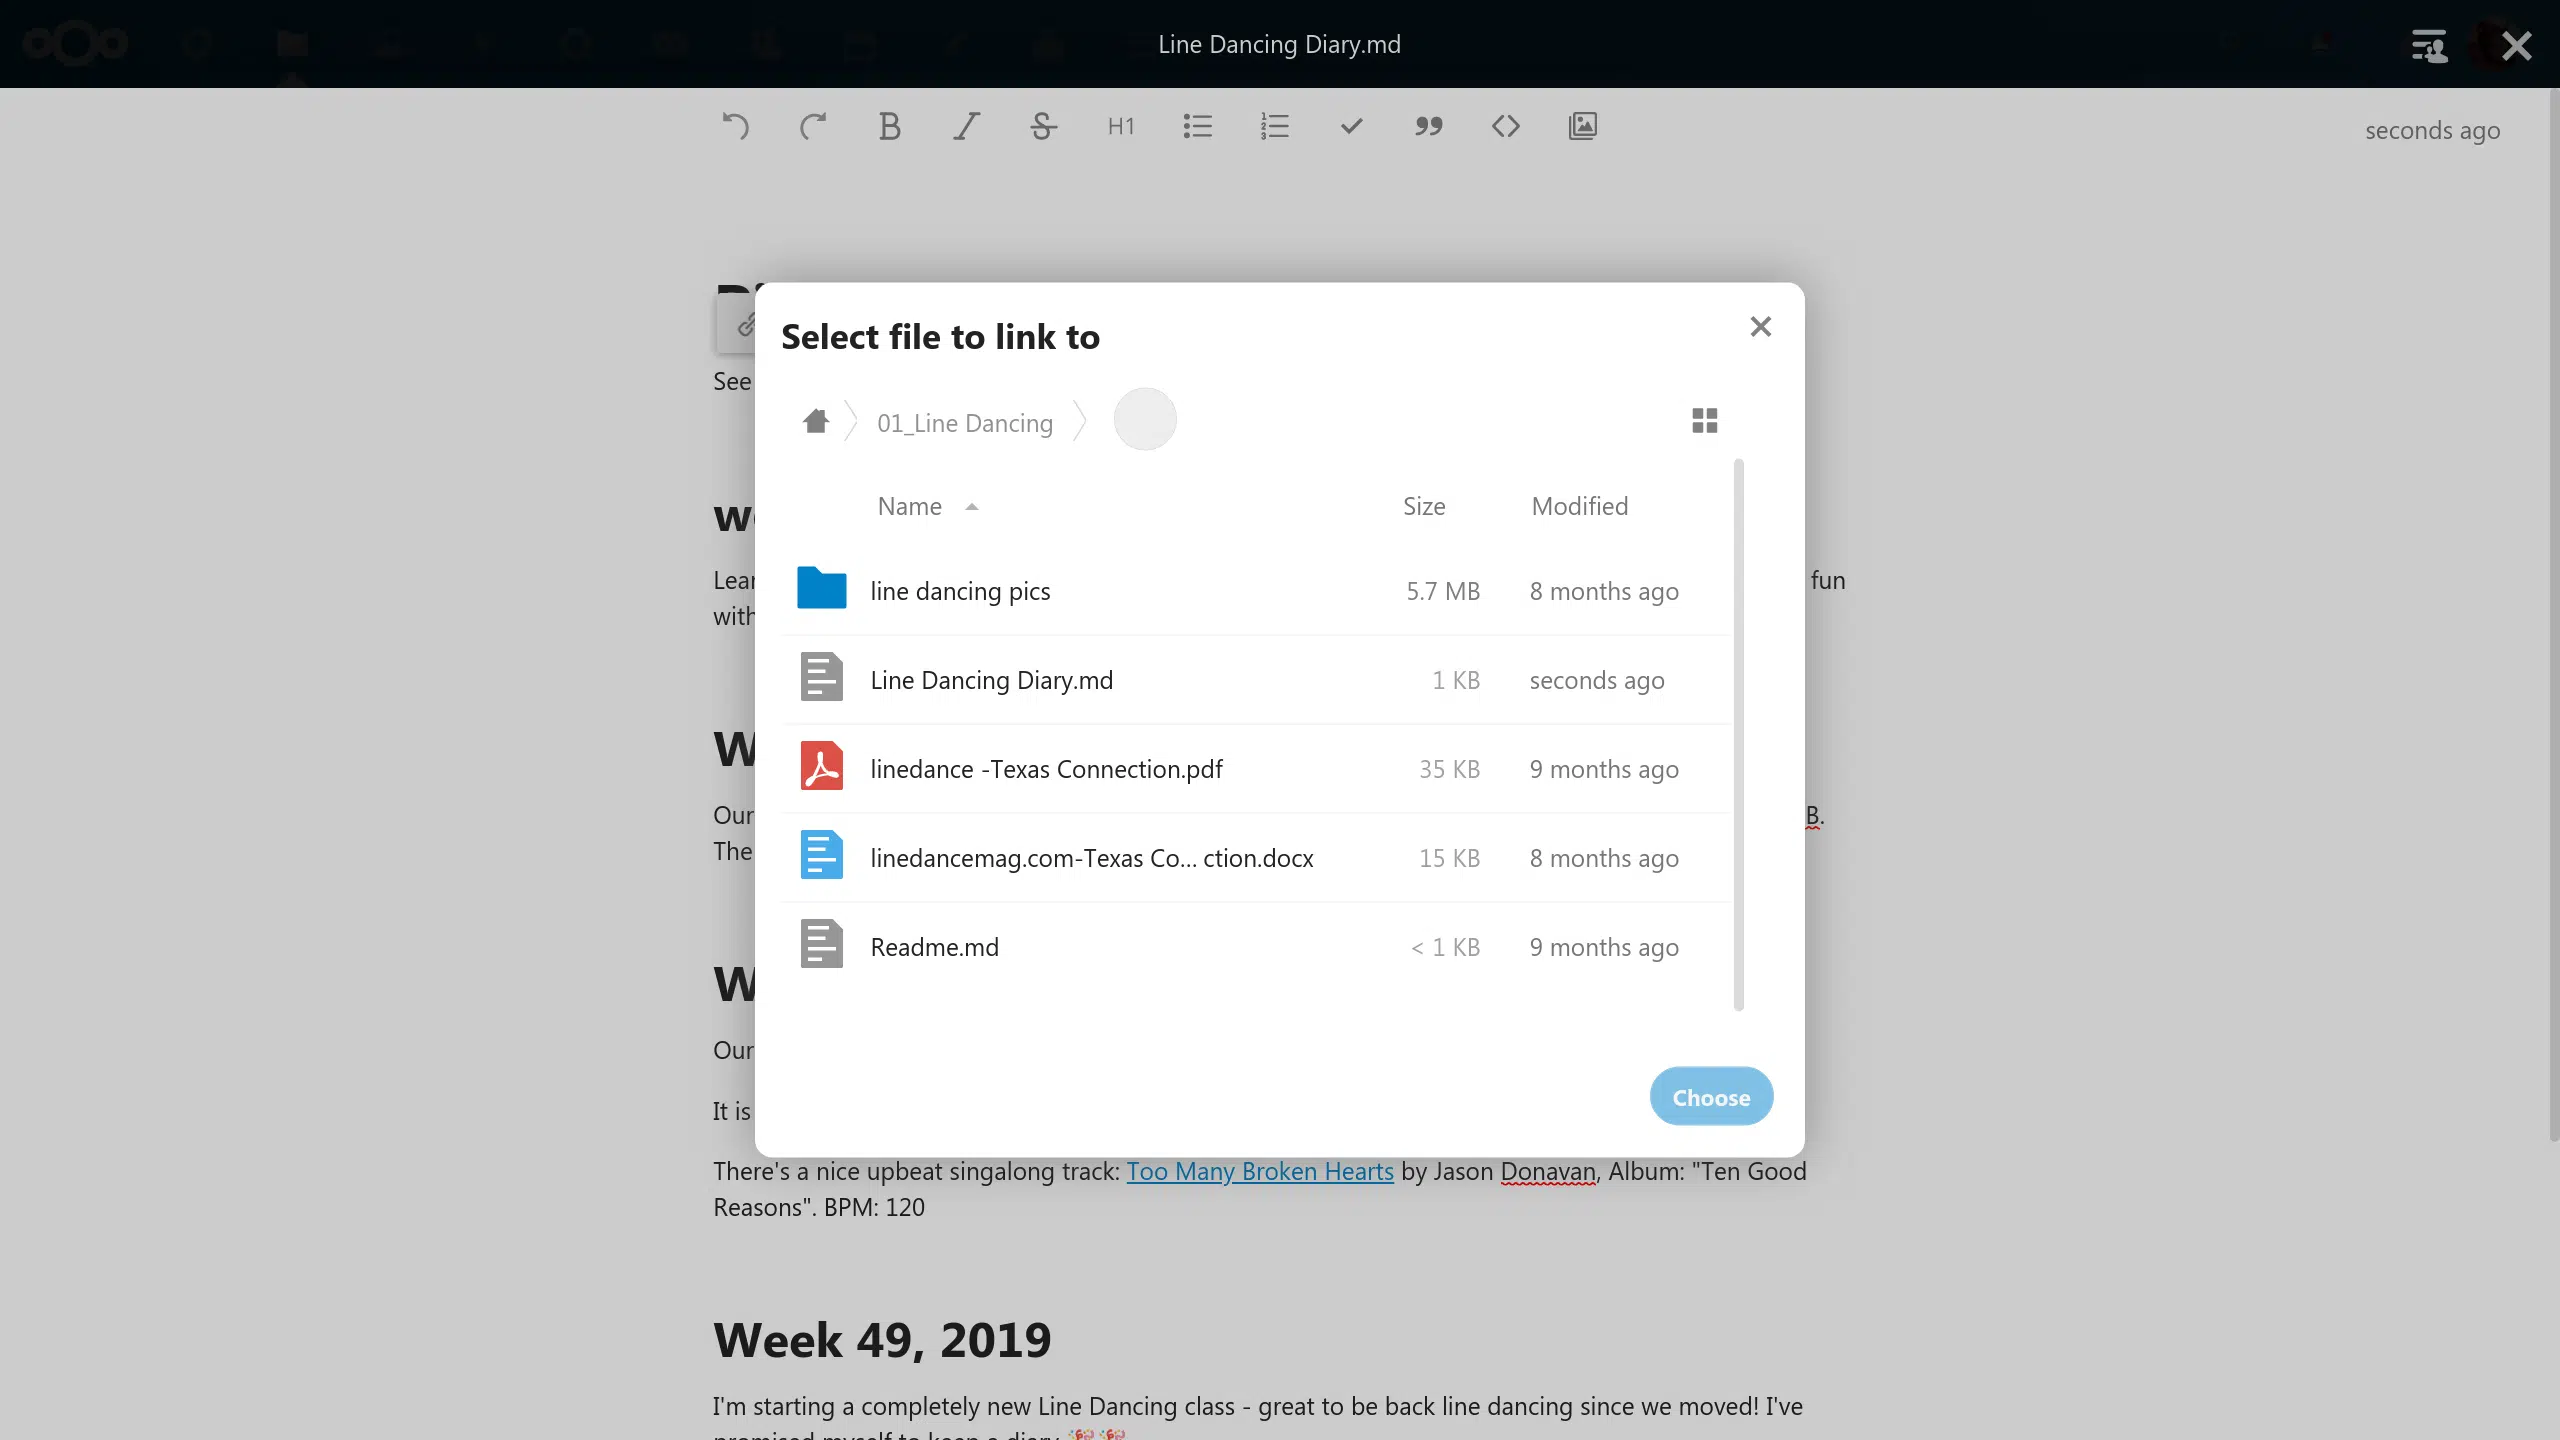 Line Dancing Diary.md
H1
seconds ago
Select file to link to
See
01_Line Dancing
Name Size Modified
line dancing pics 5.7 MB 8 months ago
fun
with
Line Dancing Diary.md 1 KB seconds ago
linedance -Texas Connection.pdf 35 KB 9 months ago
Our
B.
The
linedancemag.com-Texas Co... ction.docx 15 KB 8 months ago
Readme.md < 1 KB 9 months ago
Our
Choose
It is
There's a nice upbeat singalong track: Too Many Broken Hearts by Jason Donavan, Album: "Ten Good
Reasons". BPM: 120
Week 49, 2019
I'm starting a completely new Line Dancing class - great to be back line dancing since we moved! I've
promised myself to keep a diary